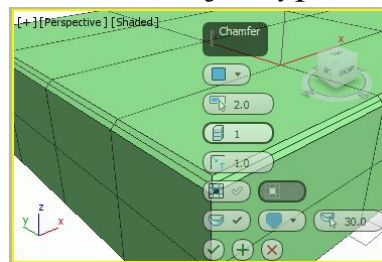 [+] [Perspective] [Shaded]
Chamfer
x
2.0
1
1.0
30.0
z
y x